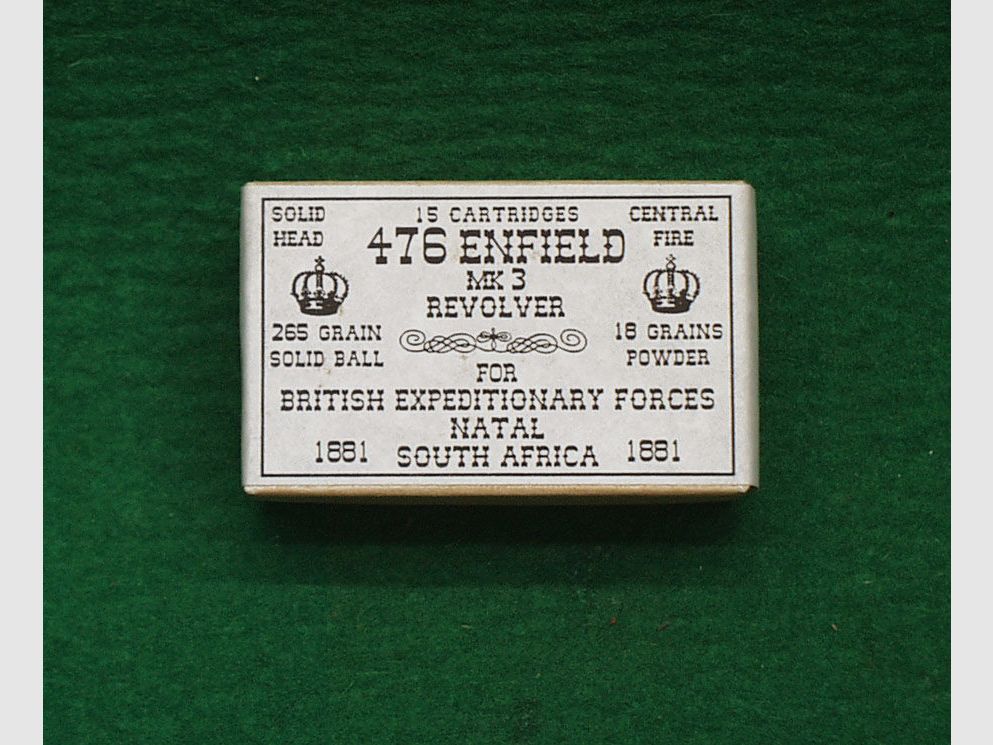 SOLID HEAD
15 CARTRIDGES
CENTRAL FIRE
476 ENFIELD
MK 3
REVOLVER
265 GRAIN
SOLID BALL
18 GRAINS
POWDER
FOR
BRITISH EXPEDITIONARY FORCES
NATAL
1881 SOUTH AFRICA 1881